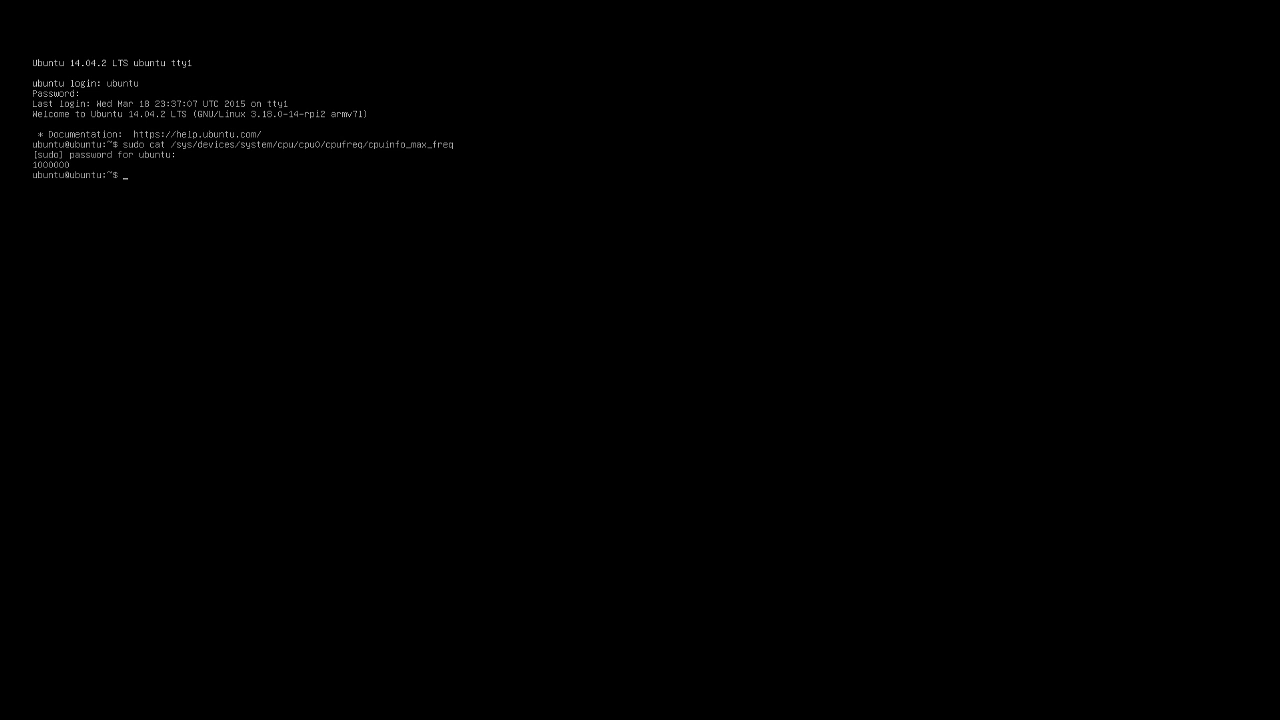 Ubuntu 14.04.2 LTS ubuntu tty1
ubuntu login: ubuntu
Password:
Last login: Wed Mar 18 23:37:07 UTC 2015 on tty1
Welcome to Ubuntu 14.04.2 LTS (GNU/Linux 3.18.0-14-rpi2 armv7l)
* Documentation:  https://help.ubuntu.com/
ubuntu@ubuntu:~$ sudo cat /sys/devices/system/cpu/cpu0/cpufreq/cpuinfo_max_freq
[sudo] password for ubuntu:
1000000
ubuntu@ubuntu:~$ _